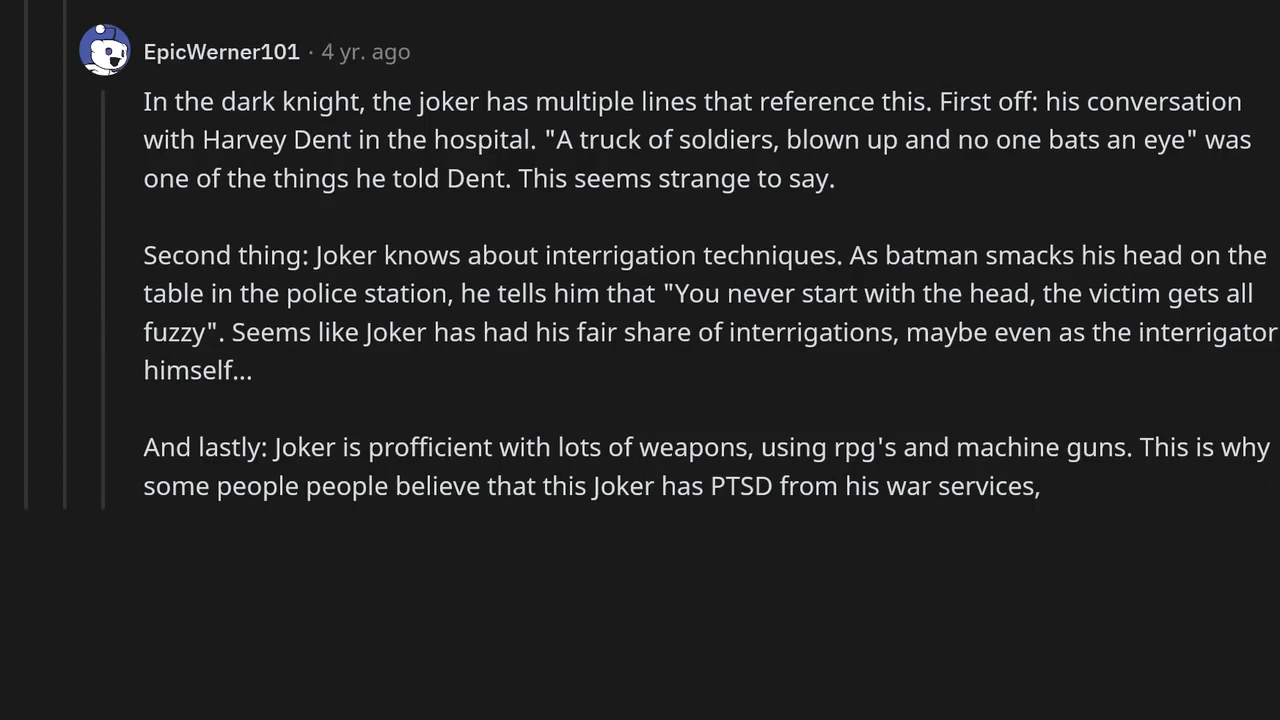 EpicWerner101 · 4 yr. ago
In the dark knight, the joker has multiple lines that reference this. First off: his conversation
with Harvey Dent in the hospital. "A truck of soldiers, blown up and no one bats an eye" was
one of the things he told Dent. This seems strange to say.
Second thing: Joker knows about interrigation techniques. As batman smacks his head on the
table in the police station, he tells him that "You never start with the head, the victim gets all
fuzzy". Seems like Joker has had his fair share of interrigations, maybe even as the interrigator
himself...
And lastly: Joker is profficient with lots of weapons, using rpg's and machine guns. This is why
some people people believe that this Joker has PTSD from his war services,